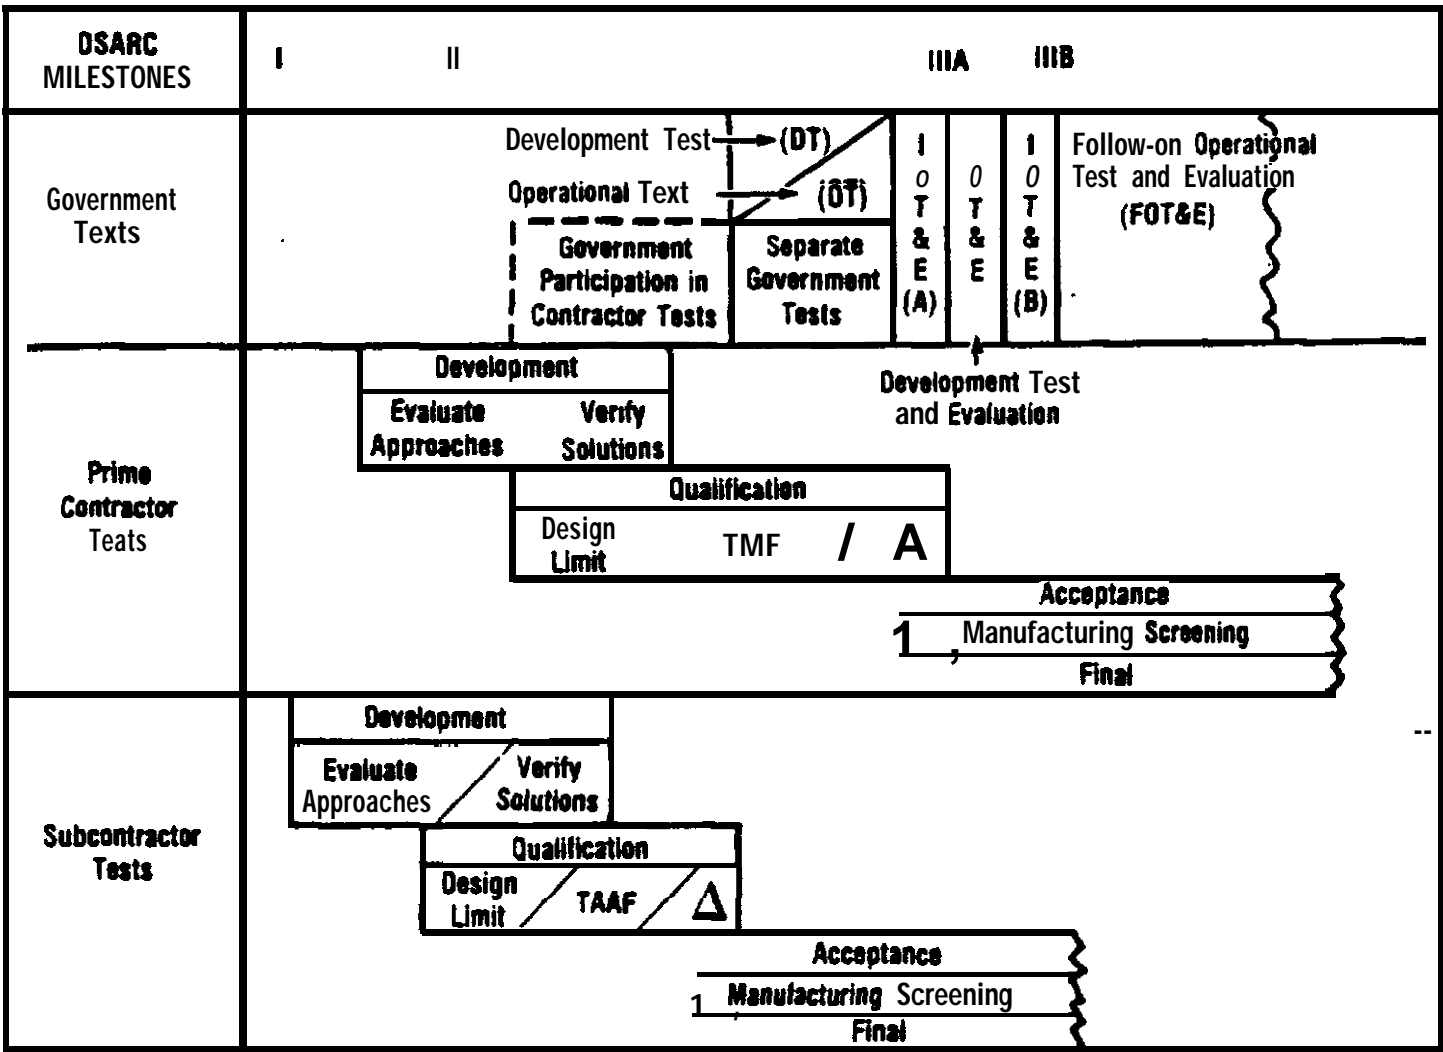 DSARC
MILESTONES
I
II
IIIA
IIIB
Government
Texts
Development Test
(DT)
Operational Text
(OT)
Government
Participation in
Contractor Tests
Separate
Government
Tests
I
O
T
&
E
(A)
O
T
&
E
I
O
T
&
E
(B)
Follow-on Operational
Test and Evaluation
(FOT&E)
Development Test
and Evaluation
Prime
Contractor
Teats
Development
Evaluate
Approaches
Verify
Solutions
Qualification
Design
Limit
TMF
/
A
Acceptance
1, Manufacturing Screening
Final
Subcontractor
Tests
Development
Evaluate
Approaches
Verify
Solutions
Qualification
Design
Limit
TAAF
Δ
Acceptance
1, Manufacturing Screening
Final
--